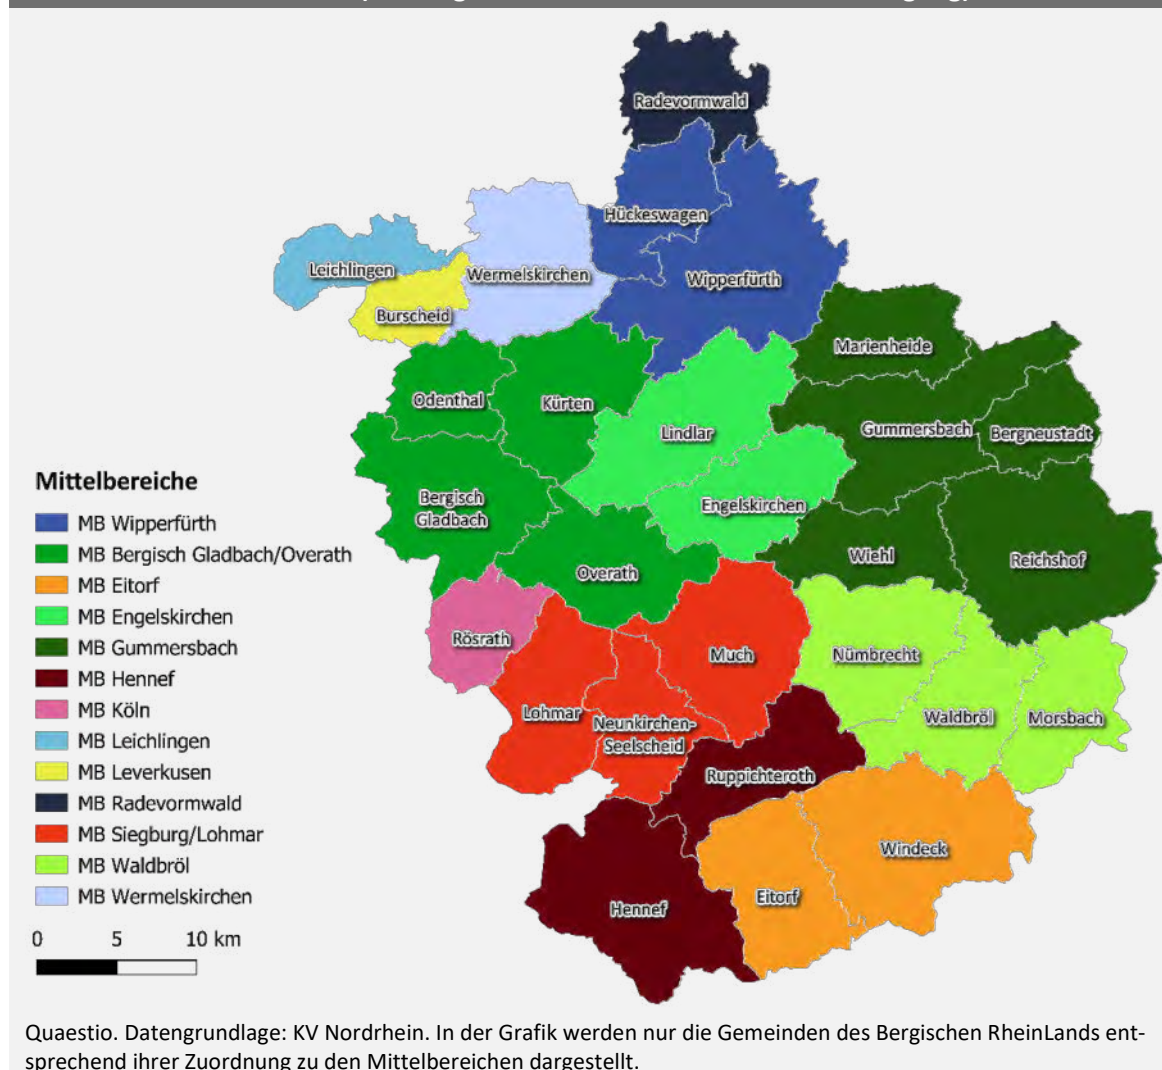 Radevormwald
Hückeswagen
Leichlingen
Wermelskirchen
Wipperfürth
Burscheid
Marienheide
Odenthal
Kürten
Lindlar
Gummersbach
Bergneustadt
Bergisch
Gladbach
Engelskirchen
Overath
Wiehl
Reichshof
Rösrath
Much
Nümbrecht
Lohmar
Neunkirchen-
Seelscheid
Waldbröl
Morsbach
Ruppichteroth
Windeck
Eitorf
Hennef
Mittelbereiche
MB Wipperfürth
MB Bergisch Gladbach/Overath
MB Eitorf
MB Engelskirchen
MB Gummersbach
MB Hennef
MB Köln
MB Leichlingen
MB Leverkusen
MB Radevormwald
MB Siegburg/Lohmar
MB Waldbröl
MB Wermelskirchen
0 5 10 km
Quaestio. Datengrundlage: KV Nordrhein. In der Grafik werden nur die Gemeinden des Bergischen RheinLands ent-
sprechend ihrer Zuordnung zu den Mittelbereichen dargestellt.